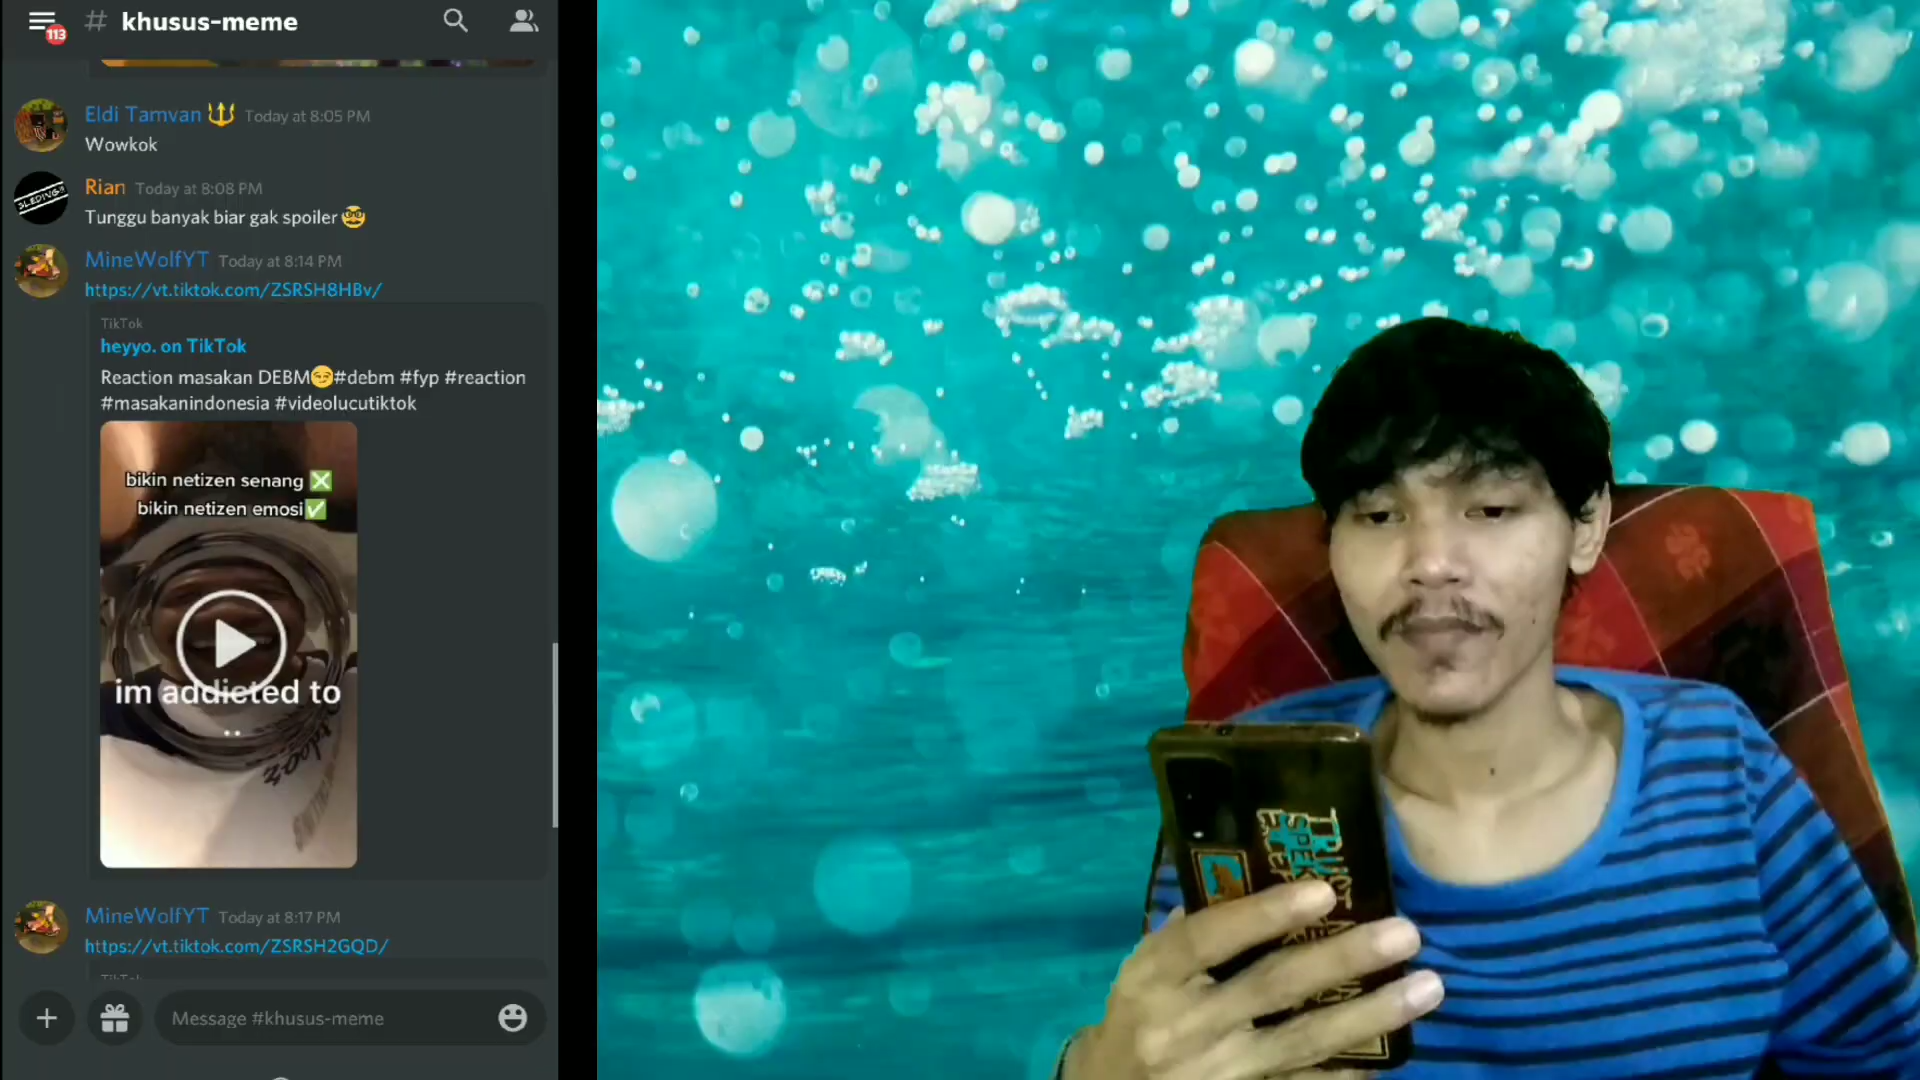 113
# khusus-meme
Eldi Tamvan 🔱 Today at 8:05 PM
Wowkok
SLEDING!!
Rian Today at 8:08 PM
Tunggu banyak biar gak spoiler 🥸
MineWolfYT Today at 8:14 PM
https://vt.tiktok.com/ZSRSH8HBv/
TikTok
heyyo. on TikTok
Reaction masakan DEBM😏#debm #fyp #reaction
#masakanindonesia #videolucutiktok
bikin netizen senang ❎
bikin netizen emosi✅
im addicted to
..
MineWolfYT Today at 8:17 PM
https://vt.tiktok.com/ZSRSH2GQD/
TikTok
Message #khusus-meme